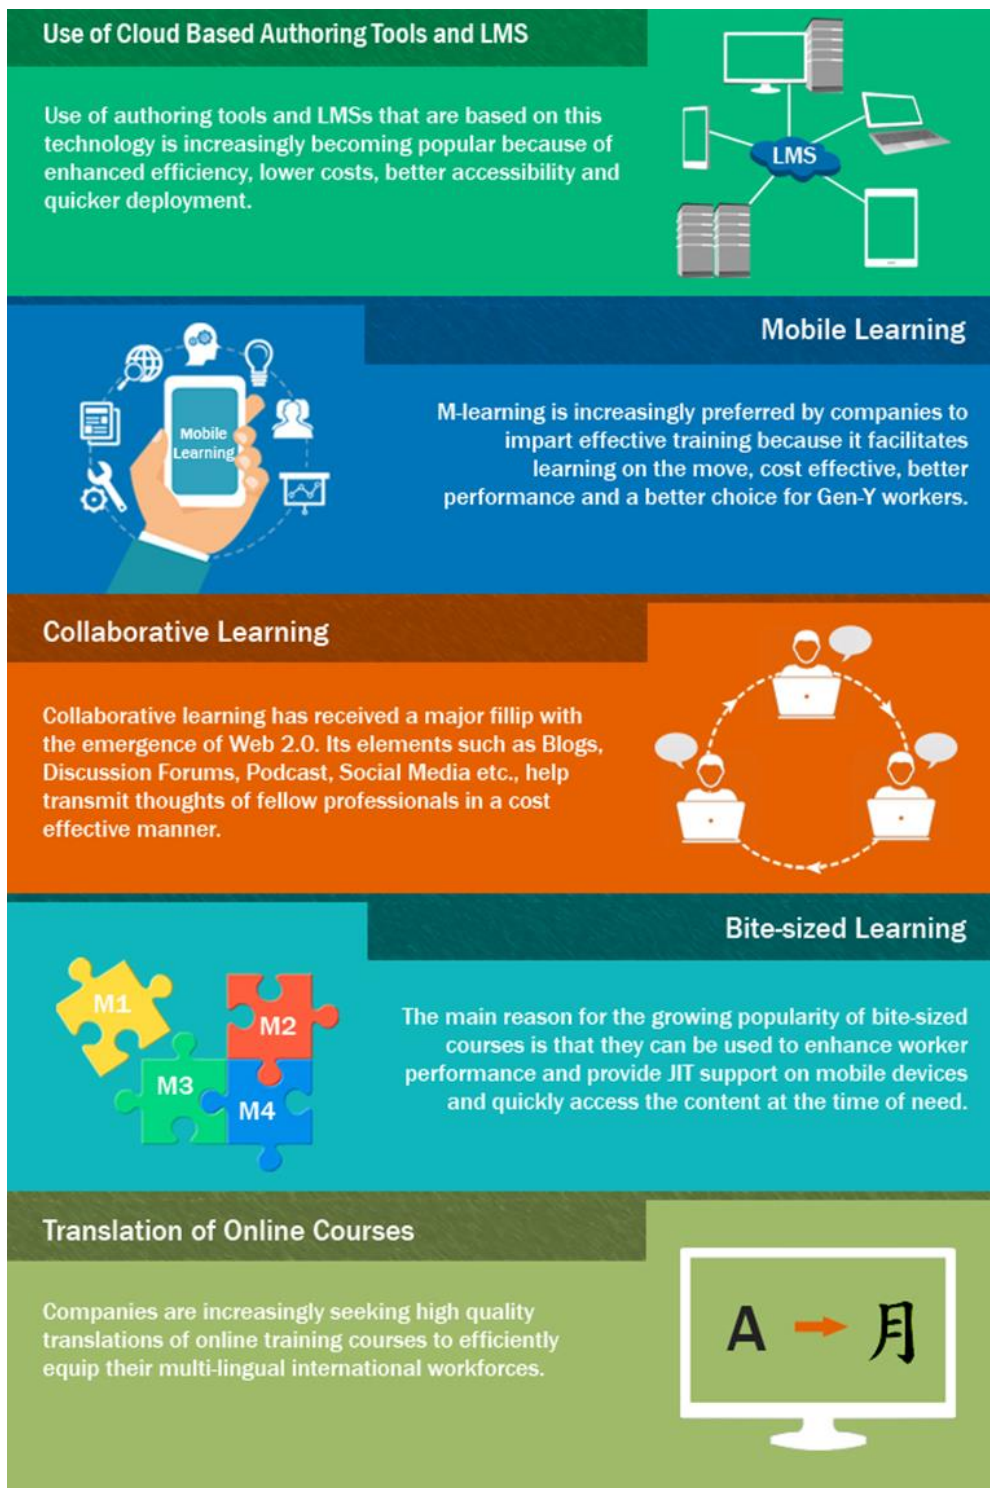 Use of Cloud Based Authoring Tools and LMS
Use of authoring tools and LMSs that are based on this
technology is increasingly becoming popular because of
enhanced efficiency, lower costs, better accessibility and
quicker deployment.
LMS
Mobile Learning
Mobile
Learning
M-learning is increasingly preferred by companies to
impart effective training because it facilitates
learning on the move, cost effective, better
performance and a better choice for Gen-Y workers.
Collaborative Learning
Collaborative learning has received a major fillip with
the emergence of Web 2.0. Its elements such as Blogs,
Discussion Forums, Podcast, Social Media etc., help
transmit thoughts of fellow professionals in a cost
effective manner.
Bite-sized Learning
M1
M2
M3
M4
The main reason for the growing popularity of bite-sized
courses is that they can be used to enhance worker
performance and provide JIT support on mobile devices
and quickly access the content at the time of need.
Translation of Online Courses
Companies are increasingly seeking high quality
translations of online training courses to efficiently
equip their multi-lingual international workforces.
A 月